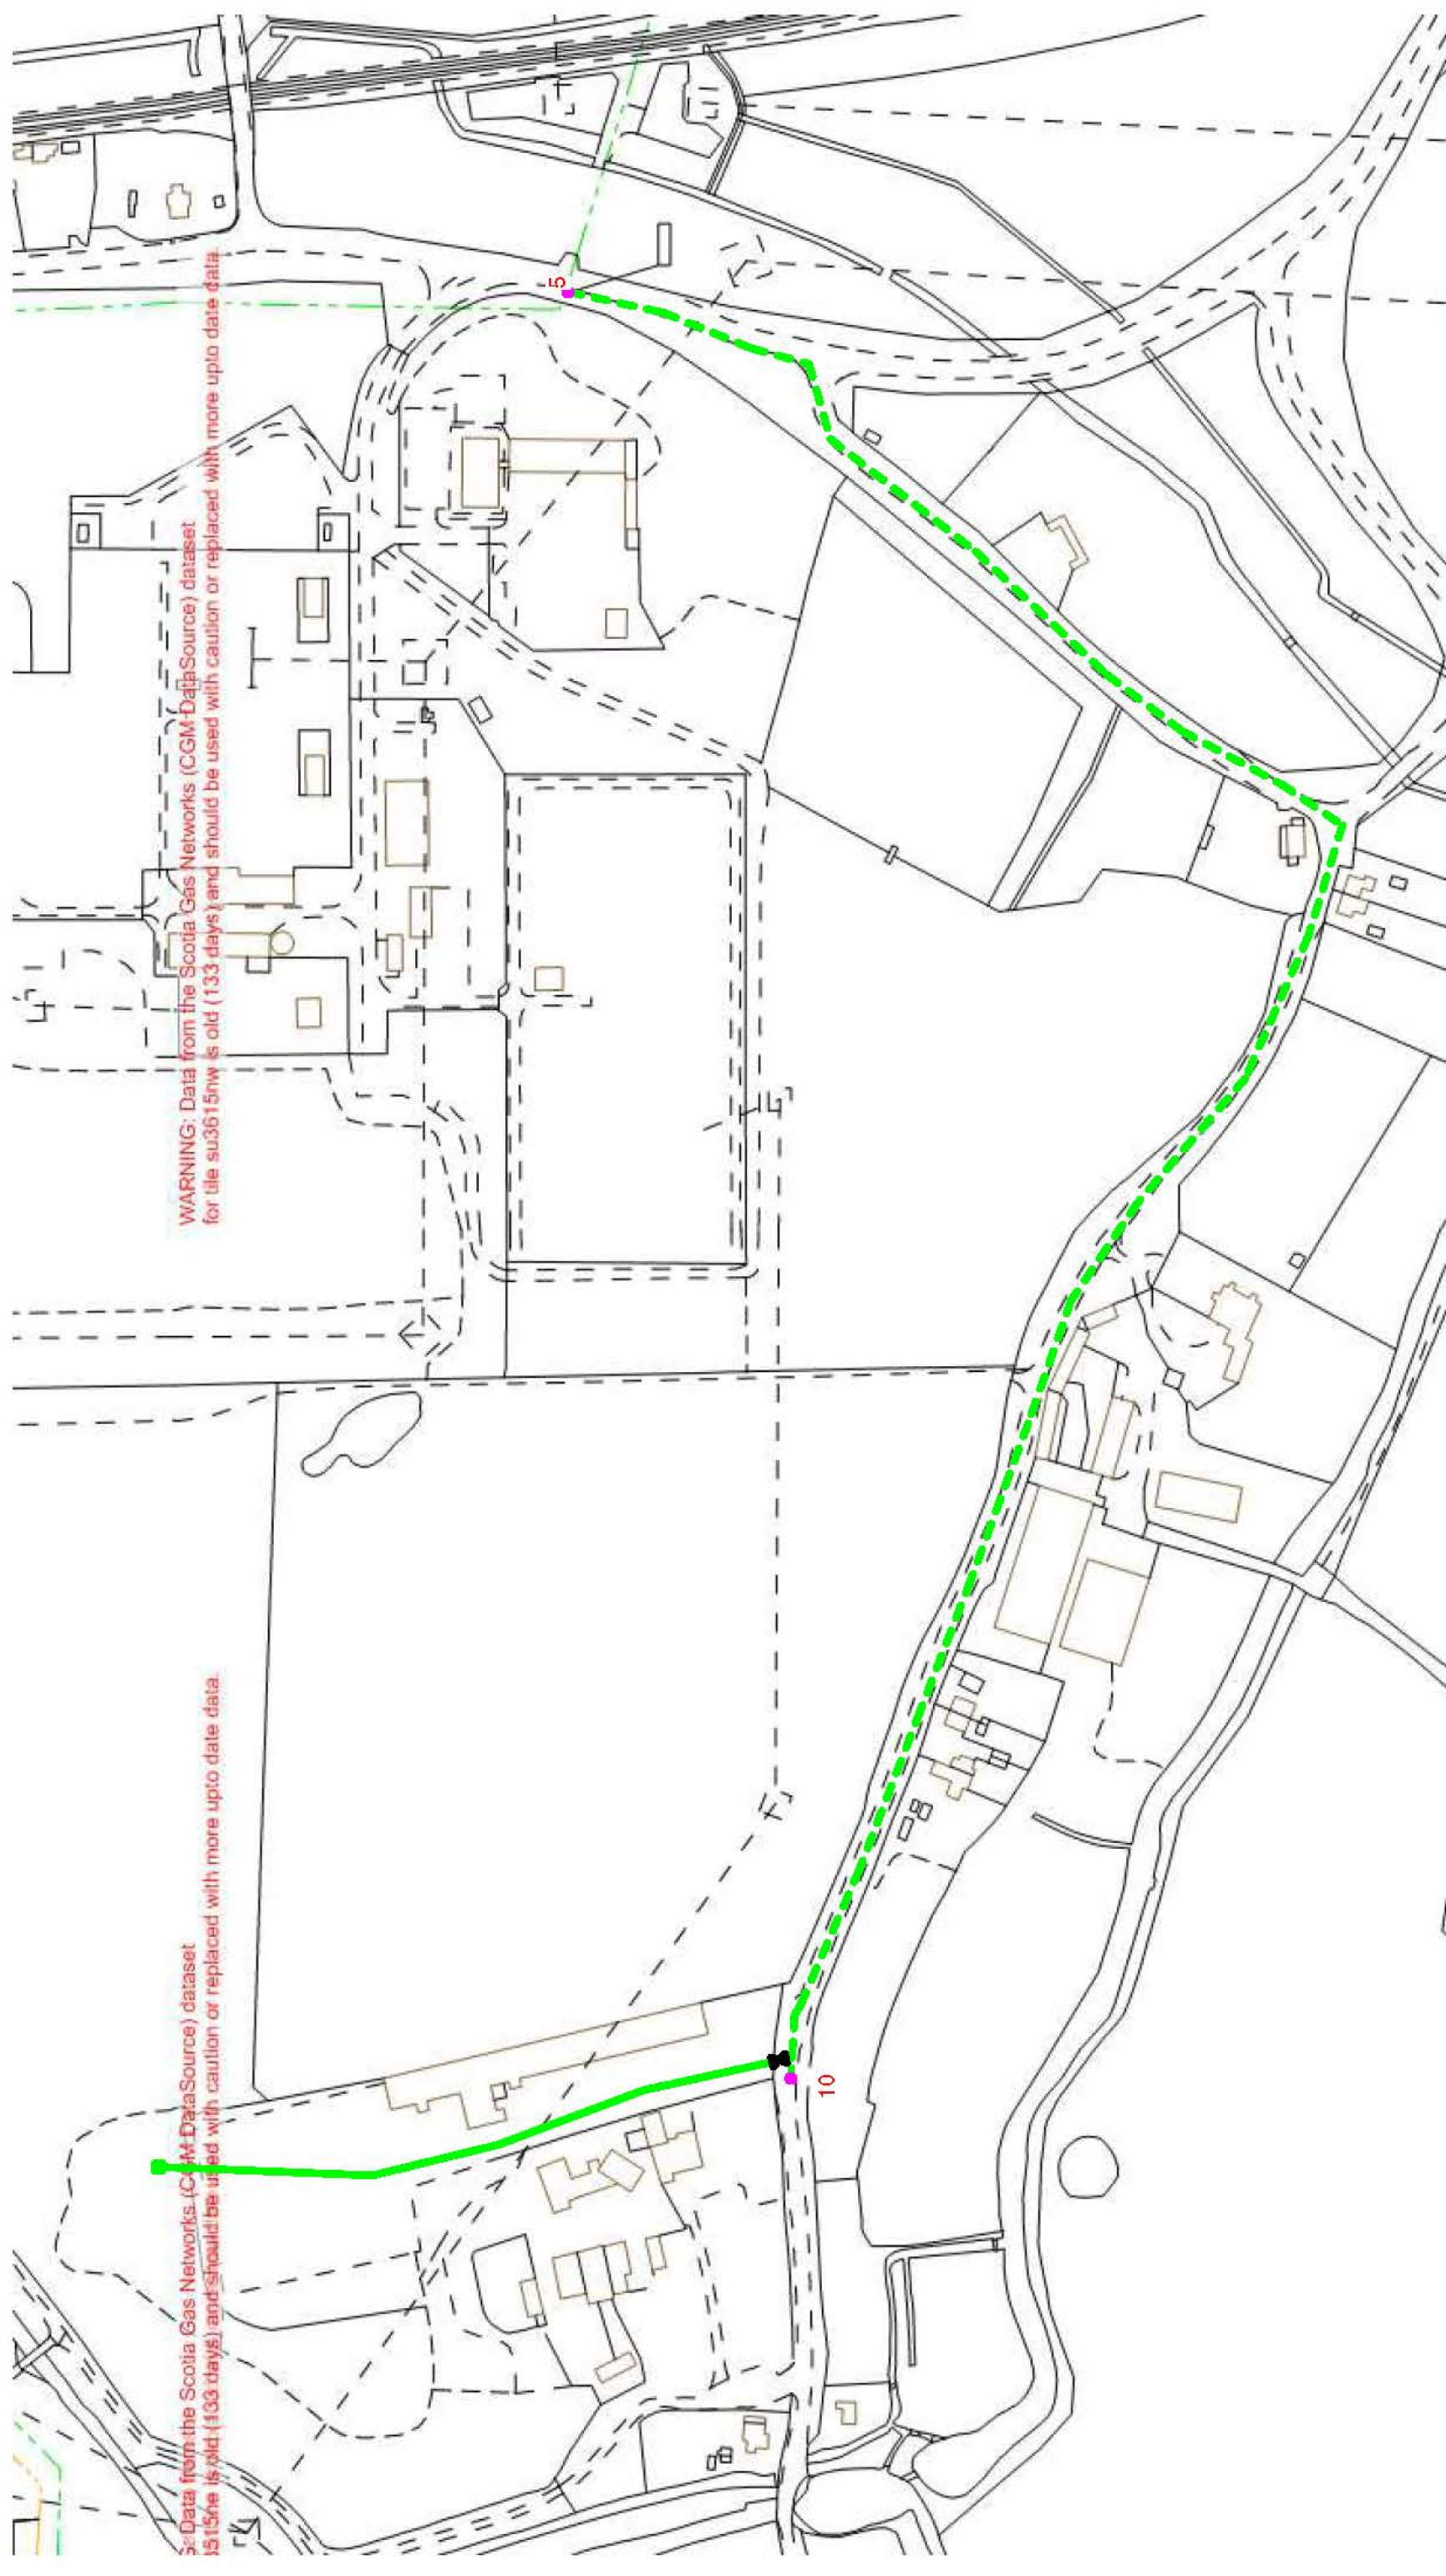 WARNING: Data from the Scotia Gas Networks (CGM DataSource) dataset
for tile su3615nw is old (133 days) and should be used with caution or replaced with more upto date data.
5
G: Data from the Scotia Gas Networks (CGM DataSource) dataset
3515ne is old (133 days) and should be used with caution or replaced with more upto date data.
10